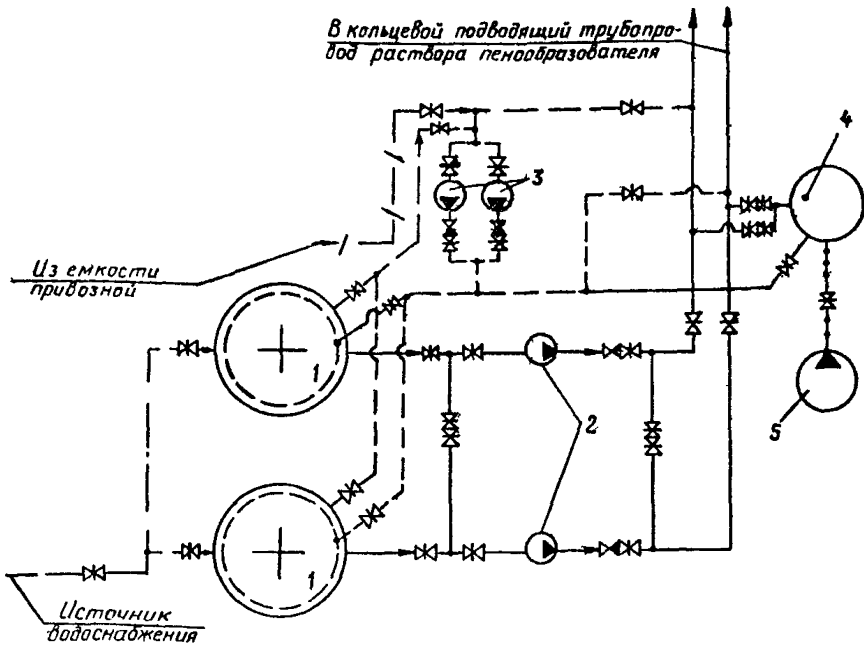 В кольцевой подводящий трубопро-
вод раствора пенообразователя
4
3
Из емкости
привозной
1
2
5
1
Источник
водоснабжения